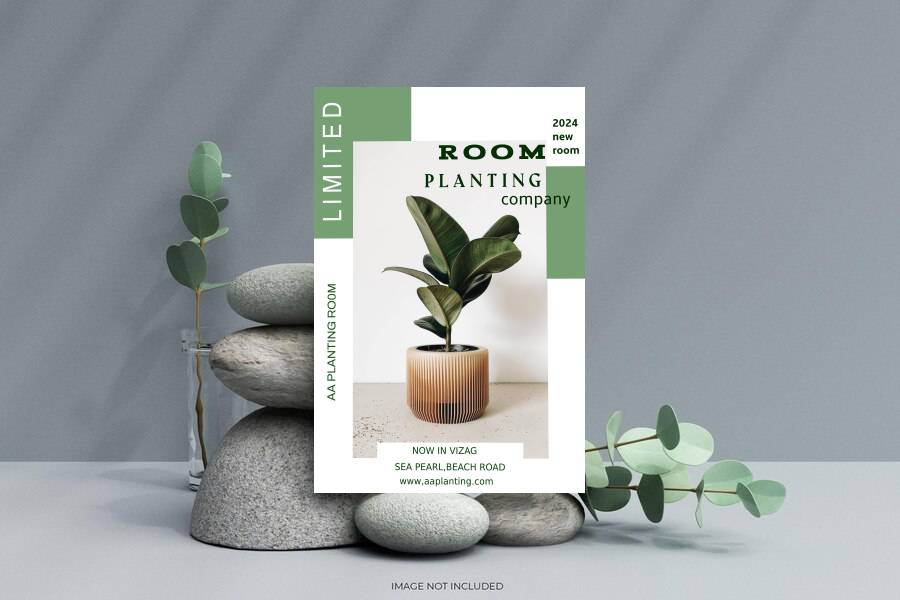 LIMITED
2024
new
room
ROOM
PLANTING
company
AA PLANTING ROOM
NOW IN VIZAG
SEA PEARL,BEACH ROAD
www.aaplanting.com
IMAGE NOT INCLUDED